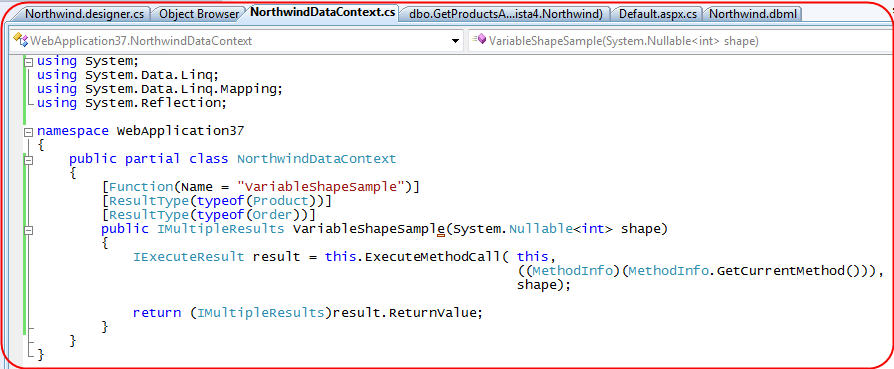 Northwind.designer.cs Object Browser NorthwindDataContext.cs dbo.GetProductsA...ista4.Northwind) Default.aspx.cs Northwind.dbml
WebApplication37.NorthwindDataContext VariableShapeSample(System.Nullable<int> shape)
using System;
using System.Data.Linq;
using System.Data.Linq.Mapping;
using System.Reflection;
namespace WebApplication37
{
public partial class NorthwindDataContext
{
[Function(Name = "VariableShapeSample")]
[ResultType(typeof(Product))]
[ResultType(typeof(Order))]
public IMultipleResults VariableShapeSample(System.Nullable<int> shape)
{
IExecuteResult result = this.ExecuteMethodCall( this,
((MethodInfo)(MethodInfo.GetCurrentMethod())),
shape);
return (IMultipleResults)result.ReturnValue;
}
}
}